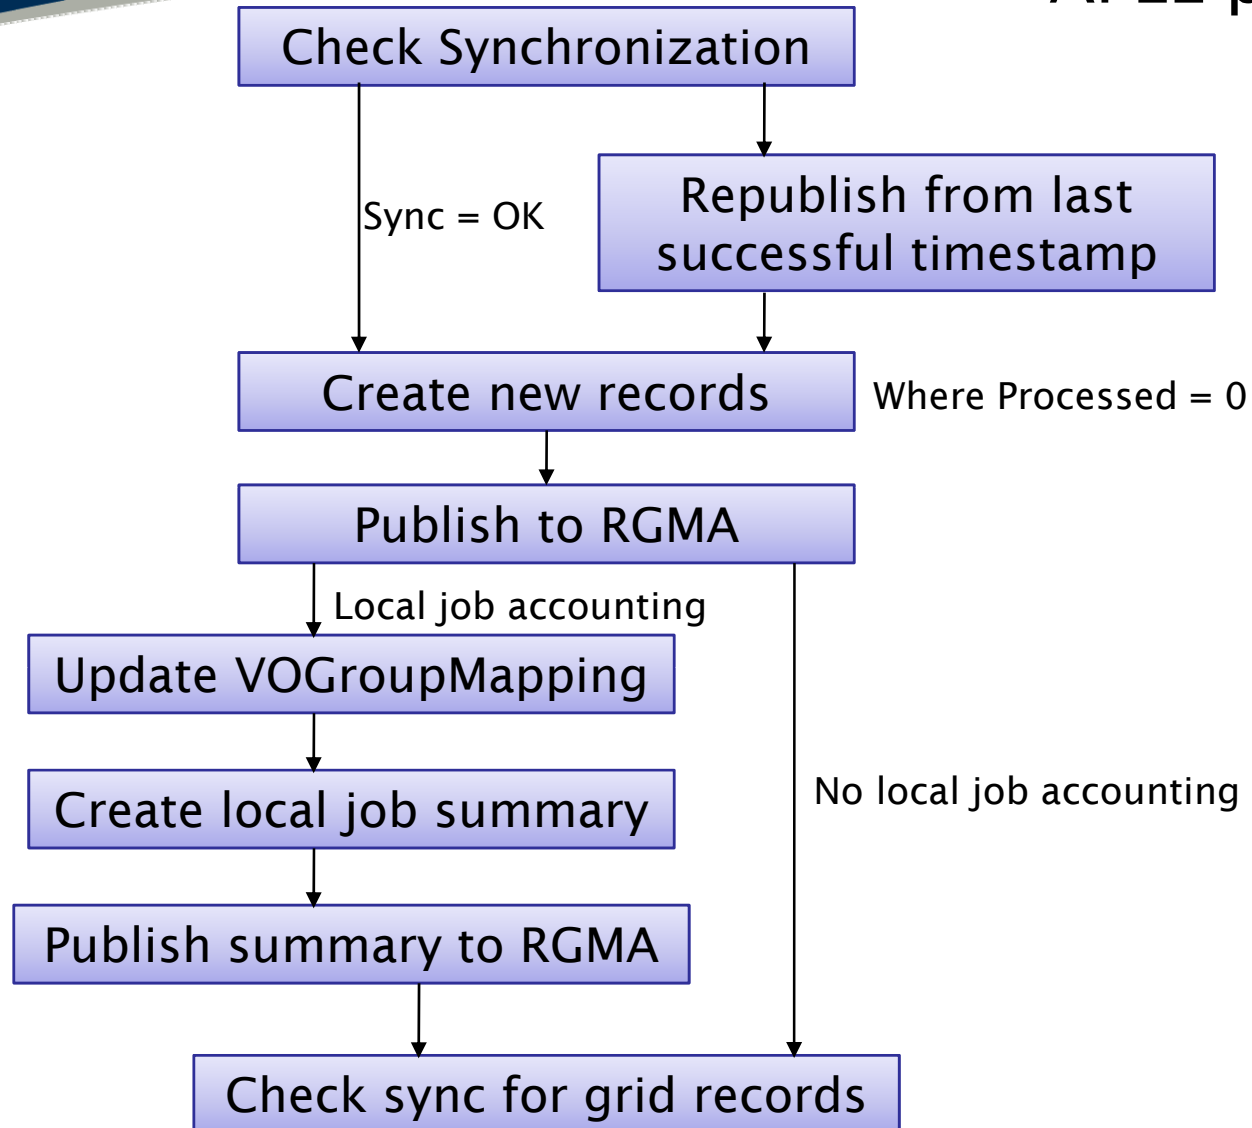 Check Synchronization
Sync = OK
Republish from last
successful timestamp
Create new records
Where Processed = 0
Publish to RGMA
Local job accounting
Update VOGroupMapping
No local job accounting
Create local job summary
Publish summary to RGMA
Check sync for grid records